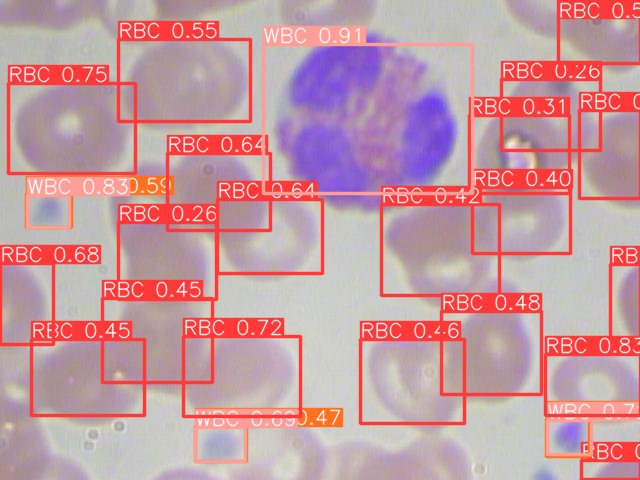 RBC 0.5
RBC 0.55
WBC 0.91
RBC 0.75
RBC 0.26
RBC 0.31
RBC 0
RBC 0.64
RBC 0.40
WBC 0.83 0.59
RBC 0.64
RBC 0.42
RBC 0.26
RBC 0.68
RB
RBC 0.45
RBC 0.48
RBC 0.45
RBC 0.72
RBC 0.46
RBC 0.83
WBC 0.69 0.47
WBC 0.7
RBC 0